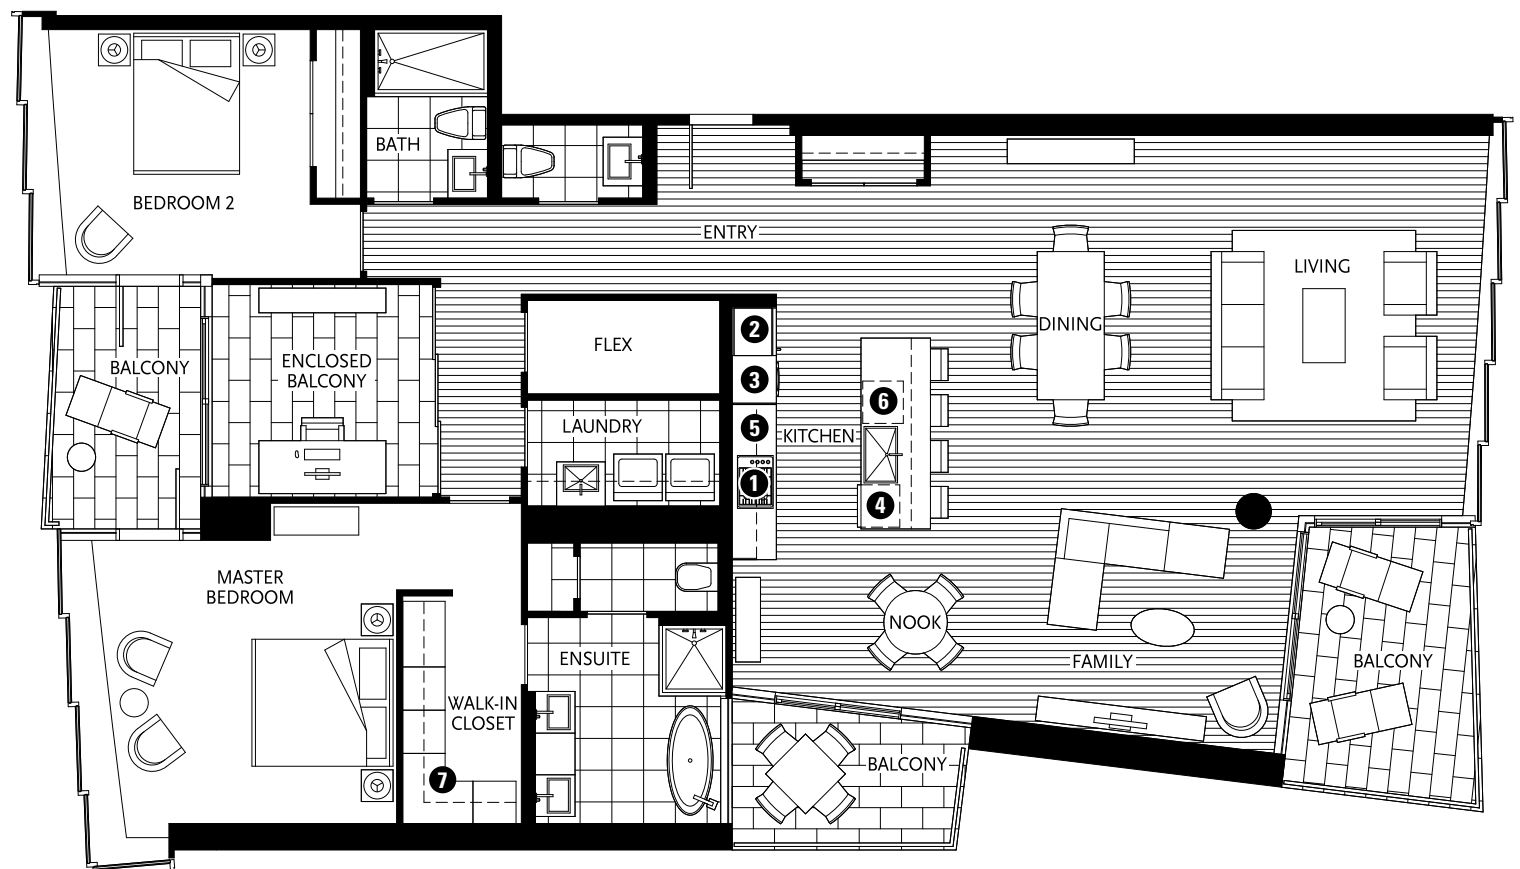 BATH
BEDROOM 2
ENTRY
LIVING
DINING
2
FLEX
ENCLOSED
BALCONY
BALCONY
3
6
5
LAUNDRY
KITCHEN
1
4
MASTER
BEDROOM
NOOK
ENSUITE
FAMILY
BALCONY
WALK-IN
CLOSET
BALCONY
7